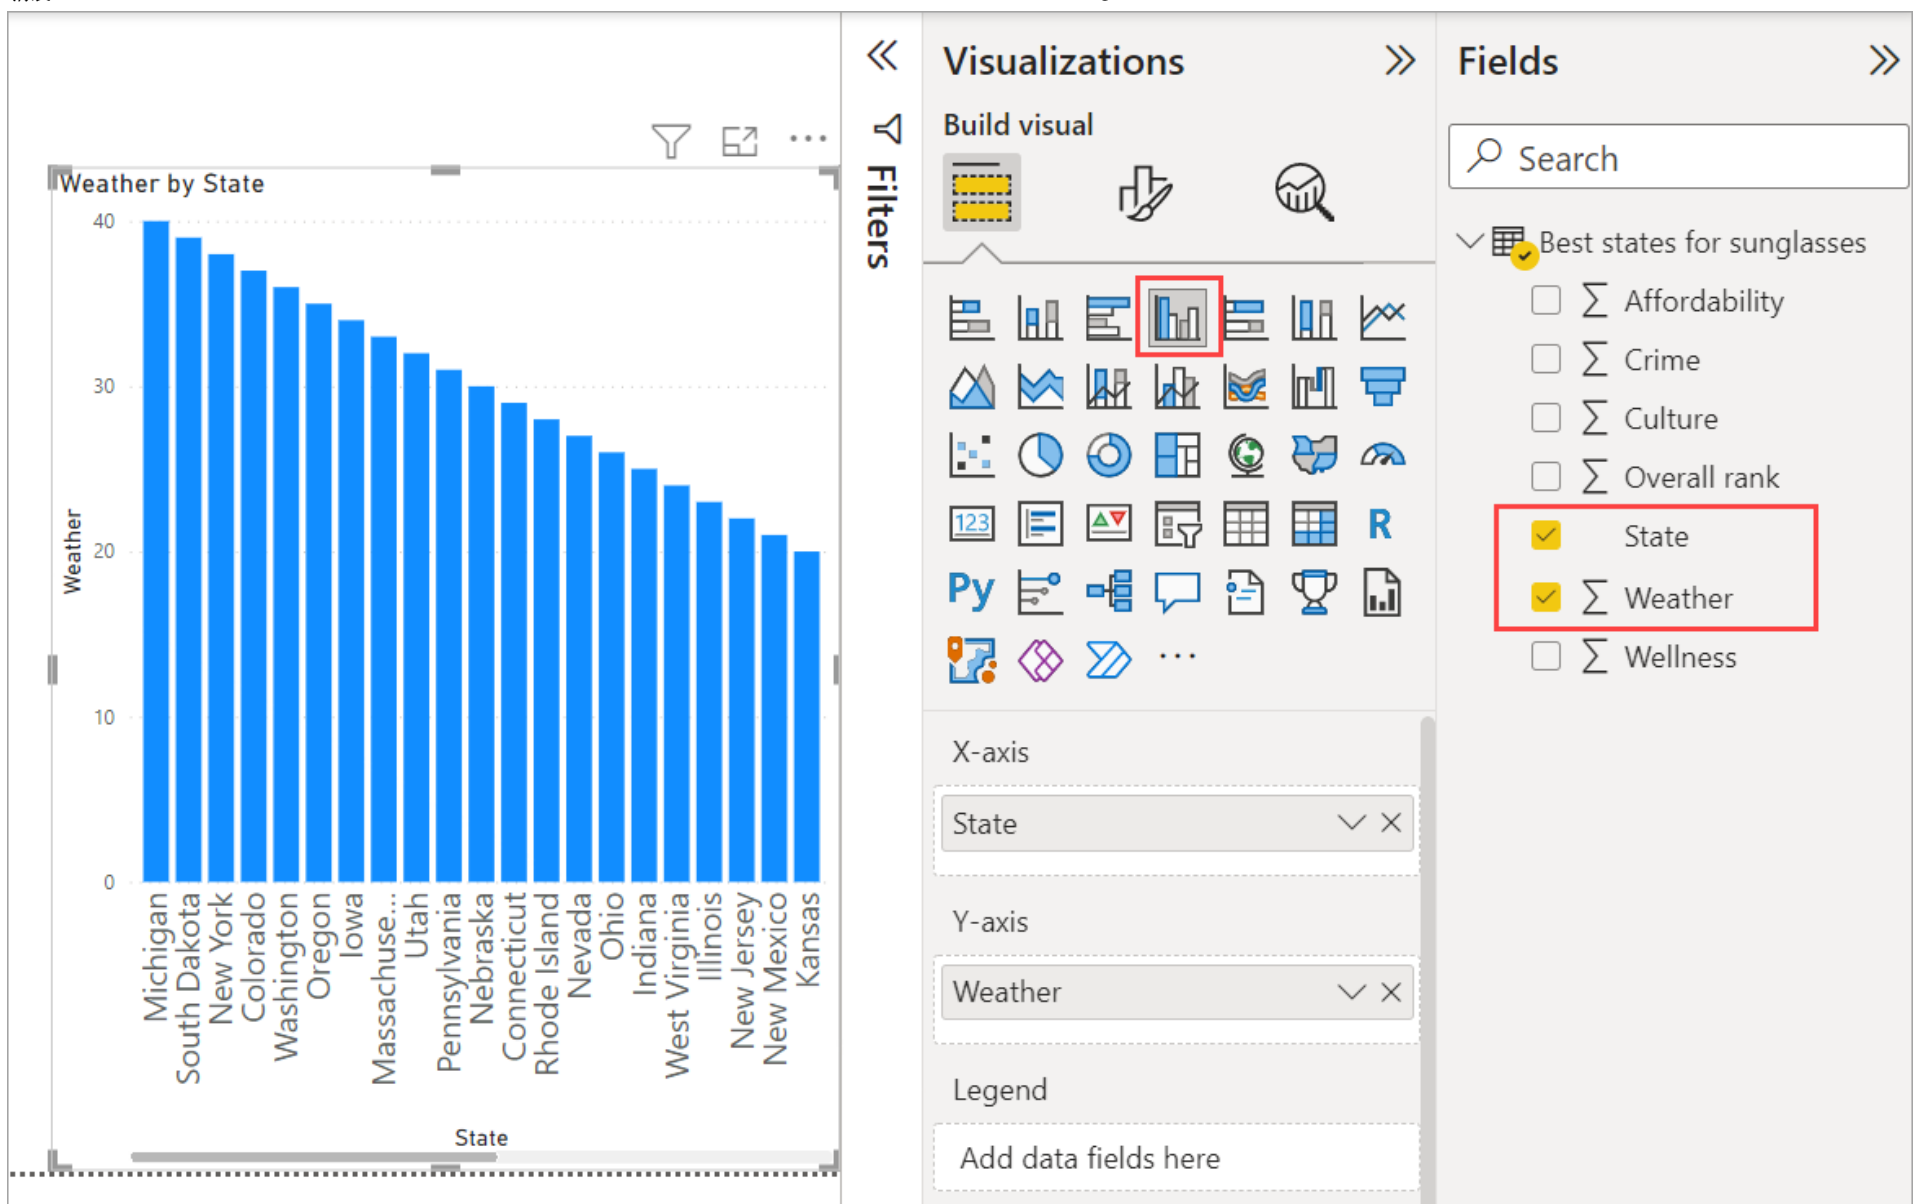 Weather by State
40
30
20
10
0
Weather
Michigan
South Dakota
New York
Colorado
Washington
Oregon
Iowa
Massachuse...
Utah
Pennsylvania
Nebraska
Connecticut
Rhode Island
Nevada
Ohio
Indiana
West Virginia
Illinois
New Jersey
New Mexico
Kansas
State
Filters
Visualizations
Build visual
123
R
Py
X-axis
State
Y-axis
Weather
Legend
Add data fields here
Fields
Search
Best states for sunglasses
Affordability
Crime
Culture
Overall rank
State
Weather
Wellness